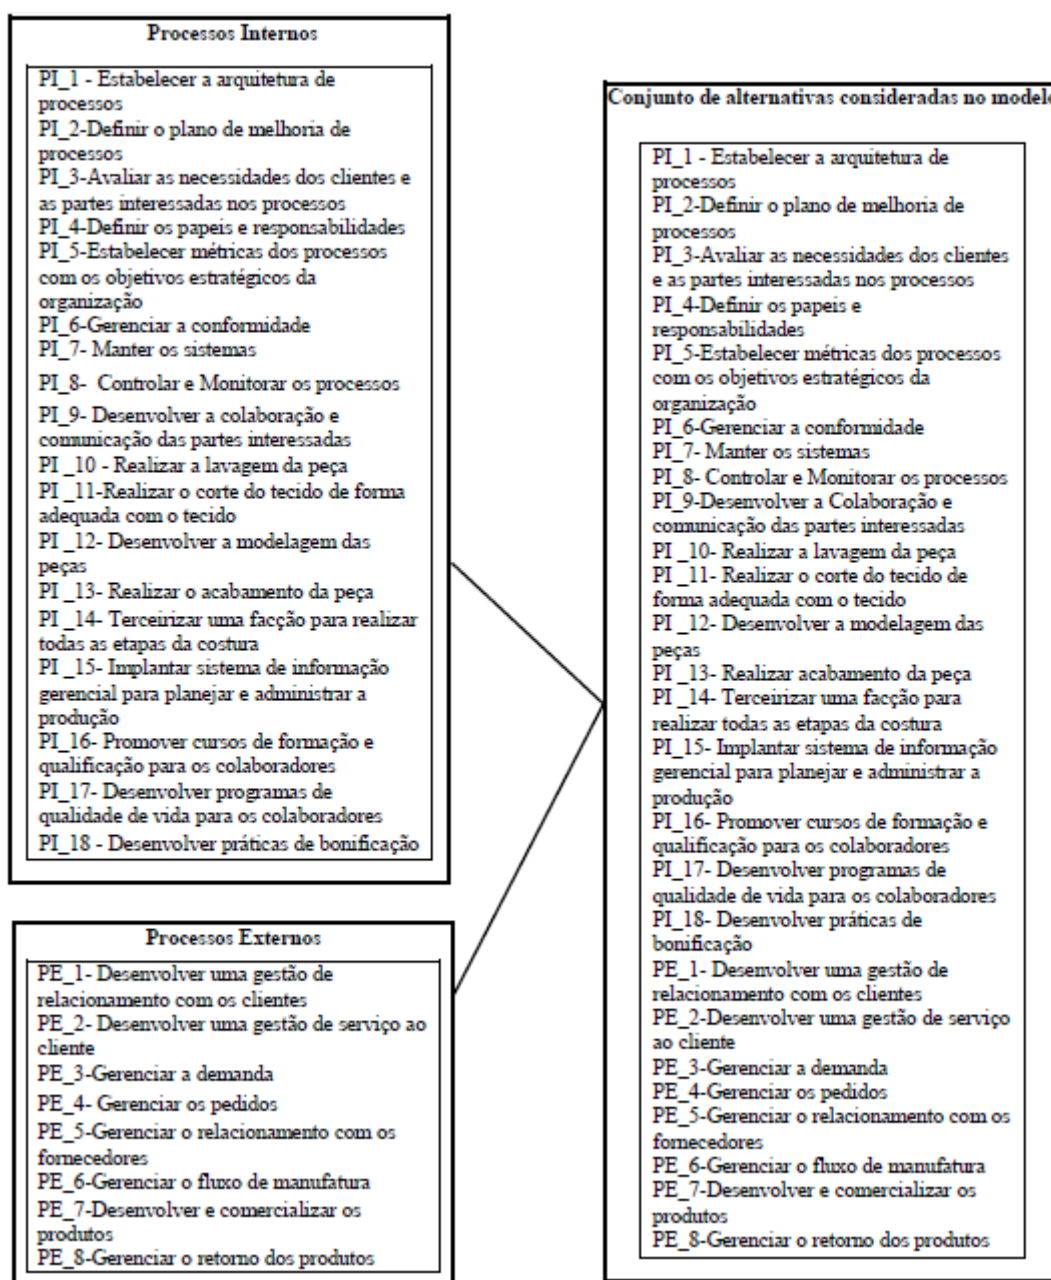 Processos Internos
PI_1 - Estabelecer a arquitetura de
processos
PI_2-Definir o plano de melhoria de
processos
PI_3-Avaliar as necessidades dos clientes e
as partes interessadas nos processos
PI_4-Definir os papeis e responsabilidades
PI_5-Estabelecer métricas dos processos
com os objetivos estratégicos da
organização
PI_6-Gerenciar a conformidade
PI_7- Manter os sistemas
PI_8- Controlar e Monitorar os processos
PI_9- Desenvolver a colaboração e
comunicação das partes interessadas
PI _10 - Realizar a lavagem da peça
PI _11-Realizar o corte do tecido de forma
adequada com o tecido
PI _12- Desenvolver a modelagem das
peças
PI _13- Realizar o acabamento da peça
PI _14- Terceirizar uma facção para realizar
todas as etapas da costura
PI _15- Implantar sistema de informação
gerencial para planejar e administrar a
produção
PI_16- Promover cursos de formação e
qualificação para os colaboradores
PI_17- Desenvolver programas de
qualidade de vida para os colaboradores
PI_18 - Desenvolver práticas de bonificação
Processos Externos
PE_1- Desenvolver uma gestão de
relacionamento com os clientes
PE_2- Desenvolver uma gestão de serviço ao
cliente
PE_3-Gerenciar a demanda
PE_4- Gerenciar os pedidos
PE_5-Gerenciar o relacionamento com os
fornecedores
PE_6-Gerenciar o fluxo de manufatura
PE_7-Desenvolver e comercializar os
produtos
PE_8-Gerenciar o retorno dos produtos
Conjunto de alternativas consideradas no modelo
PI_1 - Estabelecer a arquitetura de
processos
PI_2-Definir o plano de melhoria de
processos
PI_3-Avaliar as necessidades dos clientes
e as partes interessadas nos processos
PI_4-Definir os papeis e
responsabilidades
PI_5-Estabelecer métricas dos processos
com os objetivos estratégicos da
organização
PI_6-Gerenciar a conformidade
PI_7- Manter os sistemas
PI_8- Controlar e Monitorar os processos
PI_9-Desenvolver a Colaboração e
comunicação das partes interessadas
PI _10- Realizar a lavagem da peça
PI _11- Realizar o corte do tecido de
forma adequada com o tecido
PI _12- Desenvolver a modelagem das
peças
PI _13- Realizar acabamento da peça
PI _14- Terceirizar uma facção para
realizar todas as etapas da costura
PI_15- Implantar sistema de informação
gerencial para planejar e administrar a
produção
PI_16- Promover cursos de formação e
qualificação para os colaboradores
PI_17- Desenvolver programas de
qualidade de vida para os colaboradores
PI_18- Desenvolver práticas de
bonificação
PE_1- Desenvolver uma gestão de
relacionamento com os clientes
PE_2-Desenvolver uma gestão de serviço
ao cliente
PE_3-Gerenciar a demanda
PE_4-Gerenciar os pedidos
PE_5-Gerenciar o relacionamento com os
fornecedores
PE_6-Gerenciar o fluxo de manufatura
PE_7-Desenvolver e comercializar os
produtos
PE_8-Gerenciar o retorno dos produtos